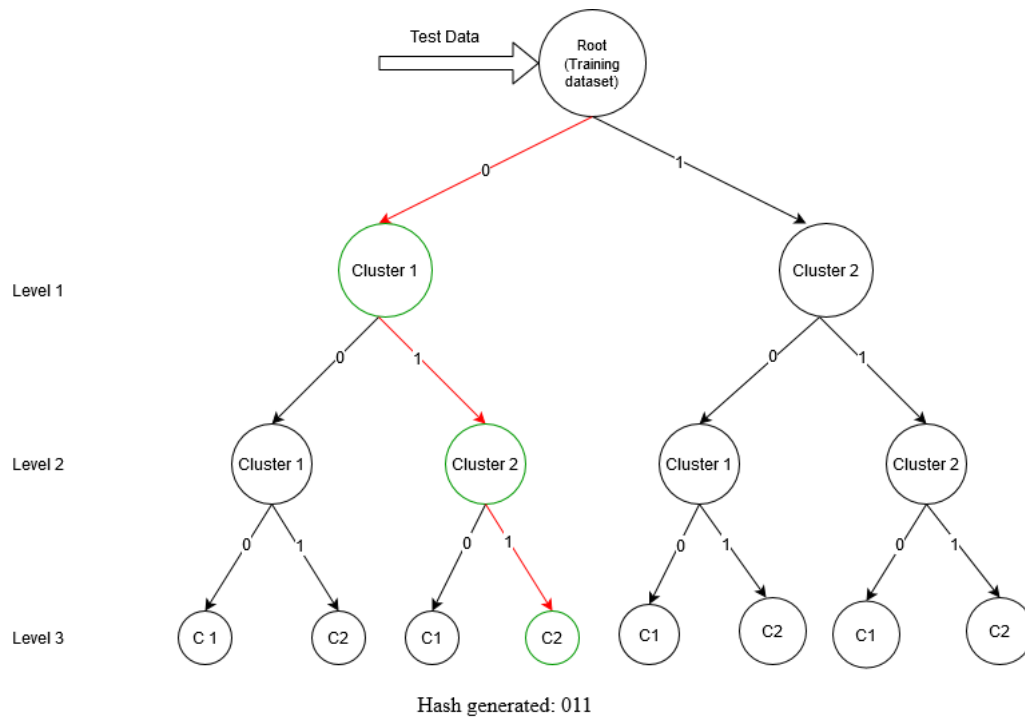 Test Data
Root
(Training
dataset)
0
1
Level 1
Cluster 1
Cluster 2
0
1
0
1
Level 2
Cluster 1
Cluster 2
Cluster 1
Cluster 2
0
1
0
1
0
1
0
1
Level 3
C 1
C2
C1
C2
C1
C2
C1
C2
Hash generated: 011